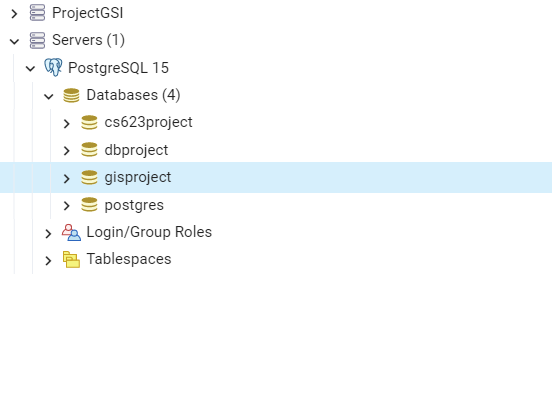 ProjectGSI
Servers (1)
PostgreSQL 15
Databases (4)
cs623project
dbproject
gisproject
postgres
Login/Group Roles
Tablespaces